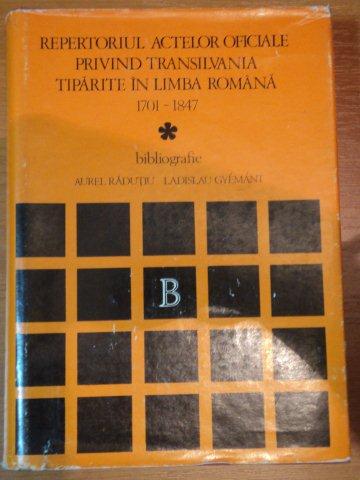 REPERTORIUL ACTELOR OFICIALE
PRIVIND TRANSILVANIA
TIPĂRITE ÎN LIMBA ROMÂNĂ
1701 - 1847
*
bibliografie
AUREL RĂDUȚIU LADISLAU GYÉMÁNT
B